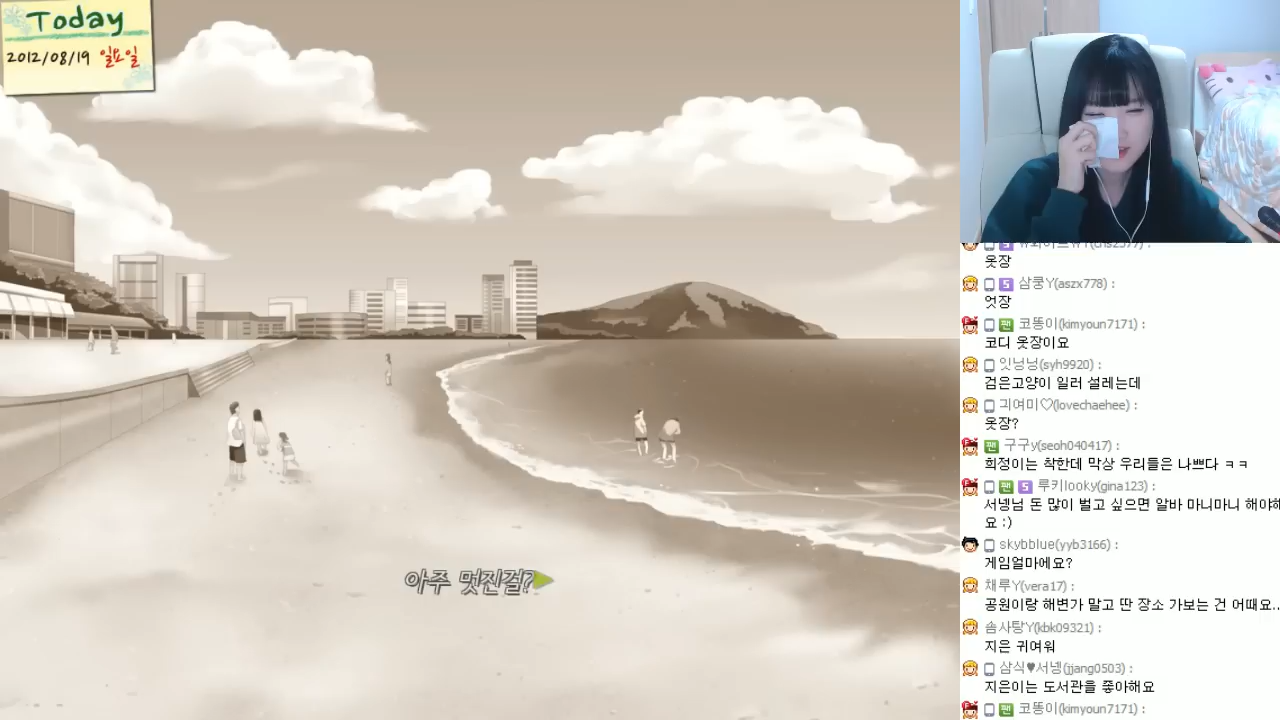 Today
2012/08/19 일요일
아주 멋진걸?
옷장
삼쿵Y(aszx778) :
엇장
코똥이(kimyoun7171) :
코디 옷장이요
잇닝넝(syh9920) :
검은고양이 일러 설레는데
긔여미♡(lovechaehee) :
옷장?
구구y(seoh040417) :
희정이는 착한데 막상 우리들은 나쁘다 ㅋㅋ
루키looky(gina123) :
서넹님 돈 많이 벌고 싶으면 알바 마니마니 해야해
요 :)
skybblue(yyb3166) :
게임얼마에요?
채루Y(vera17) :
공원이랑 해변가 말고 딴 장소 가보는 건 어때요..
솜사탕Y(kbk09321) :
지은 귀여워
삼식♥서넹(jjang0503) :
지은이는 도서관을 좋아해요
코똥이(kimyoun7171) :